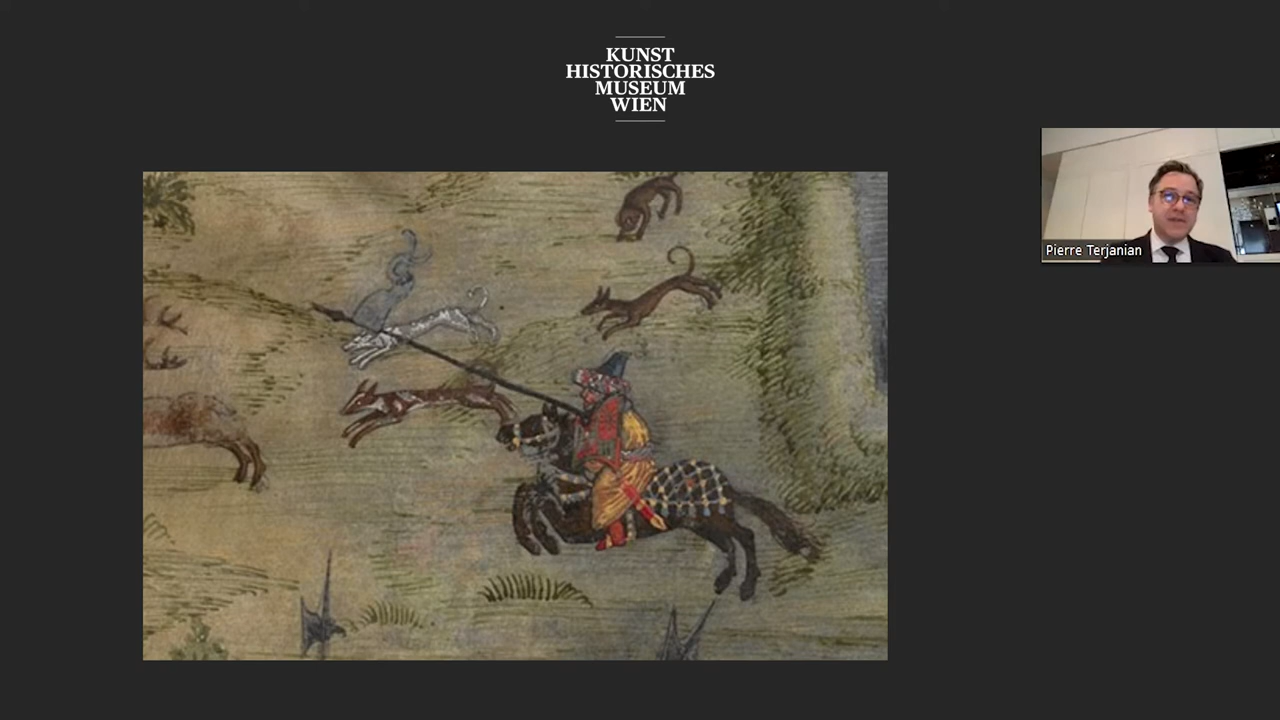 KUNST
HISTORISCHES
MUSEUM
WIEN
Pierre Terjanian